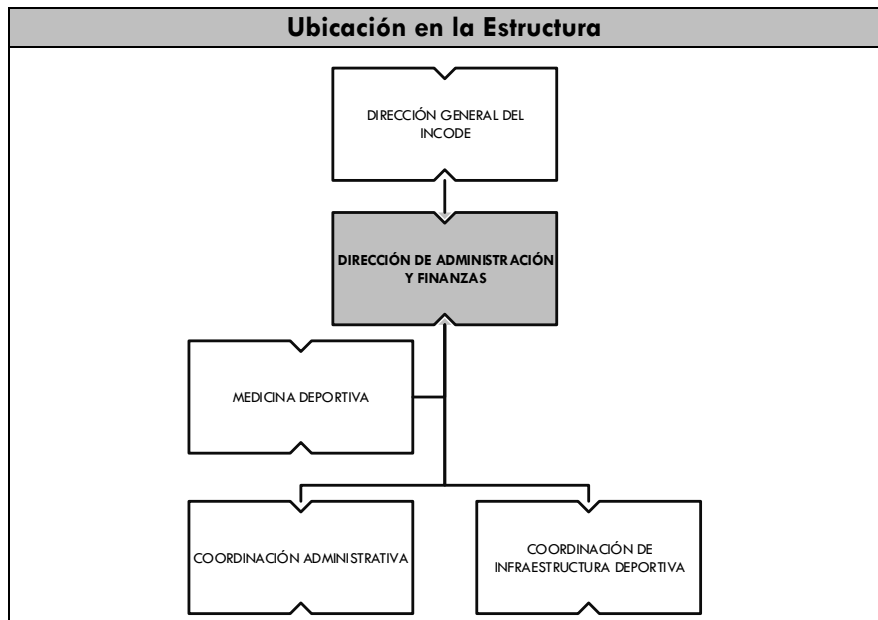 Ubicación en la Estructura
DIRECCIÓN GENERAL DEL
INCODE
DIRECCIÓN DE ADMINISTRACIÓN
Y FINANZAS
MEDICINA DEPORTIVA
COORDINACIÓN ADMINISTRATIVA
COORDINACIÓN DE
INFRAESTRUCTURA DEPORTIVA